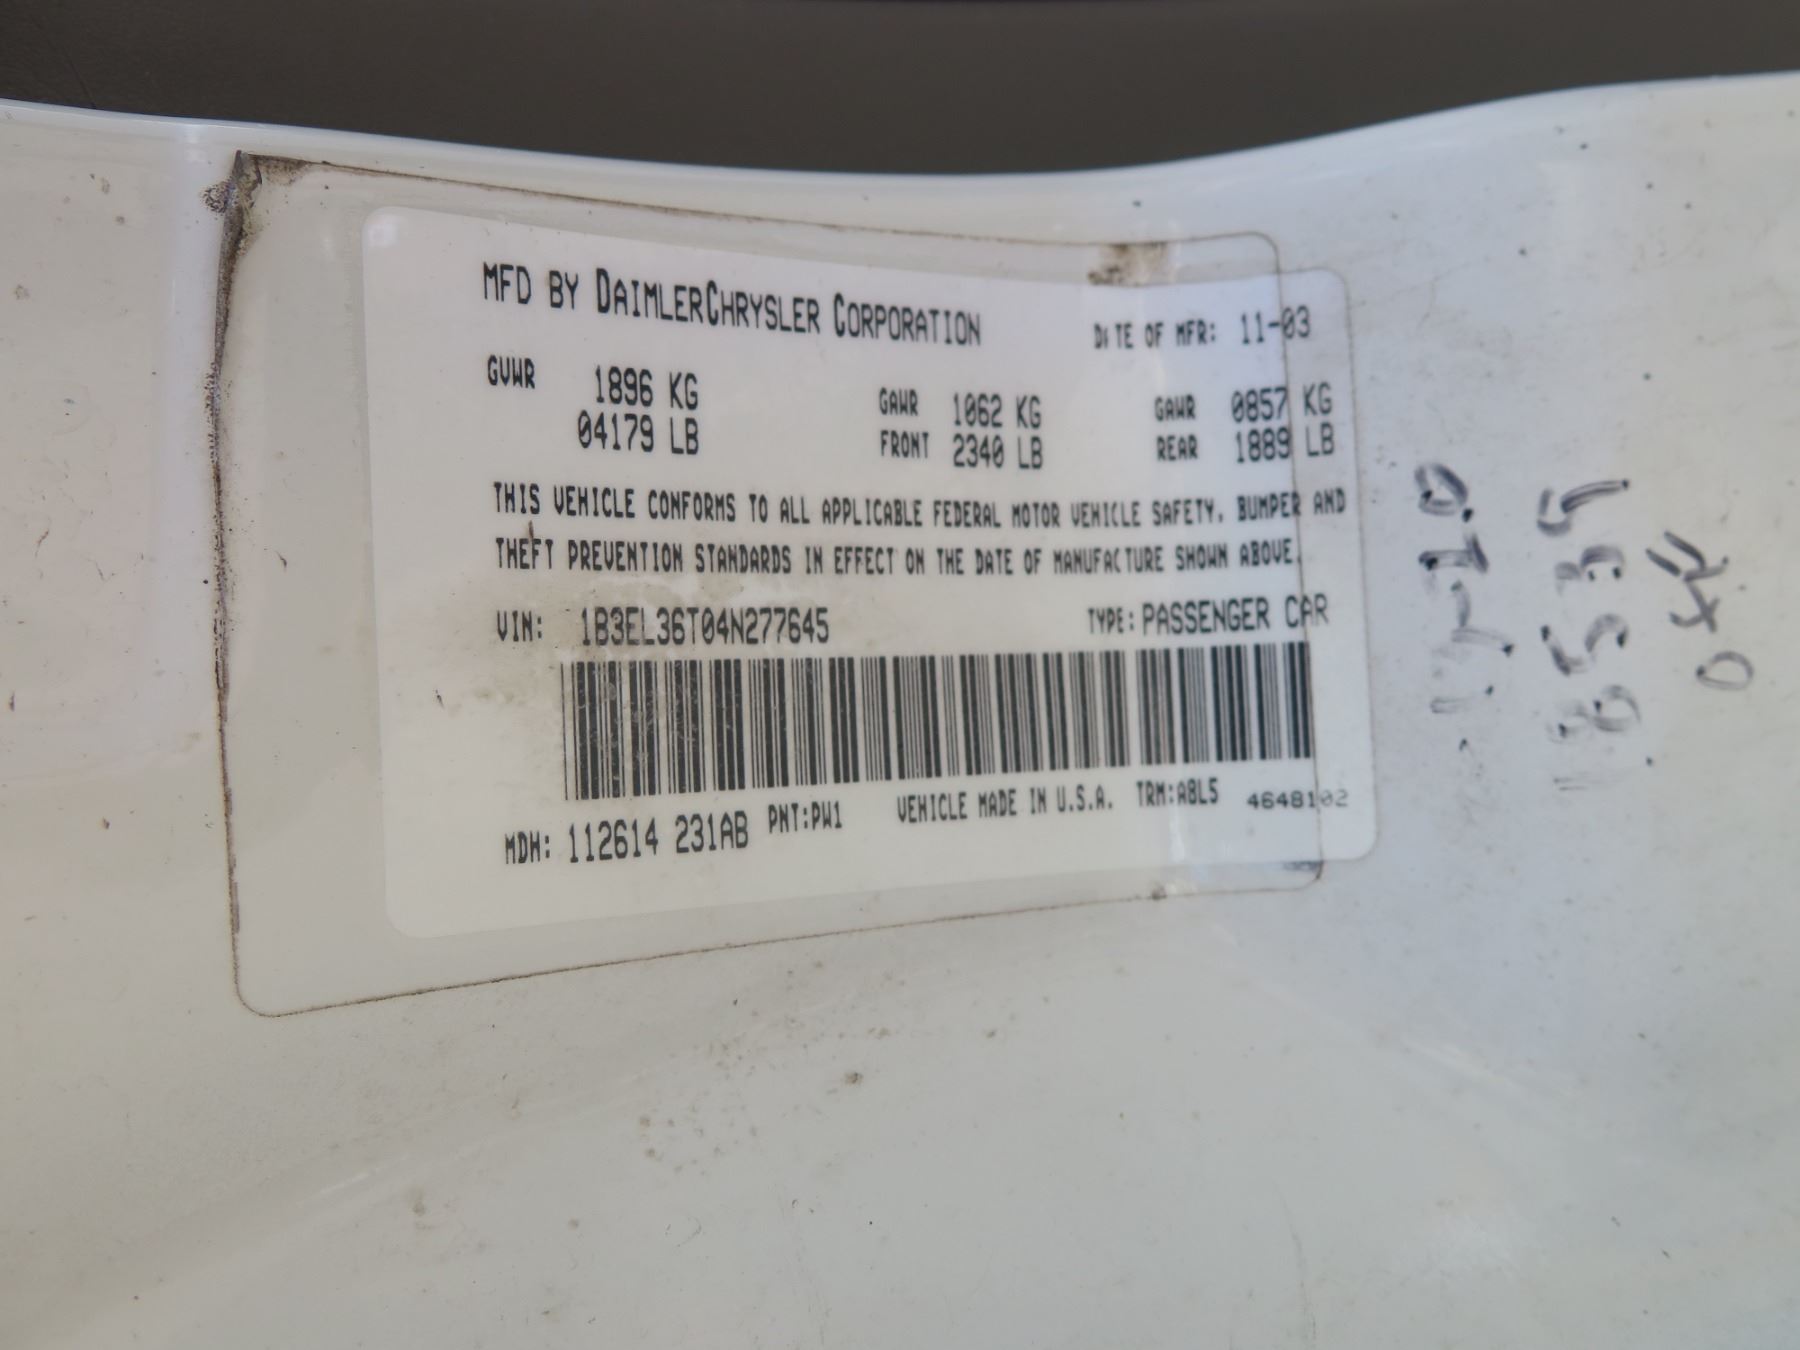 MFD BY DAIMLERCHRYSLER CORPORATION DATE OF MFR: 11-03
GVWR 1896 KG GAWR 1062 KG GAWR 0857 KG
04179 LB FRONT 2340 LB REAR 1889 LB
THIS VEHICLE CONFORMS TO ALL APPLICABLE FEDERAL MOTOR VEHICLE SAFETY, BUMPER AND
THEFT PREVENTION STANDARDS IN EFFECT ON THE DATE OF MANUFACTURE SHOWN ABOVE.
VIN: 1B3EL36T04N277645 TYPE: PASSENGER CAR
MDH: 112614 231AB PNT:PW1 VEHICLE MADE IN U.S.A. TRM:A8L5 4648102